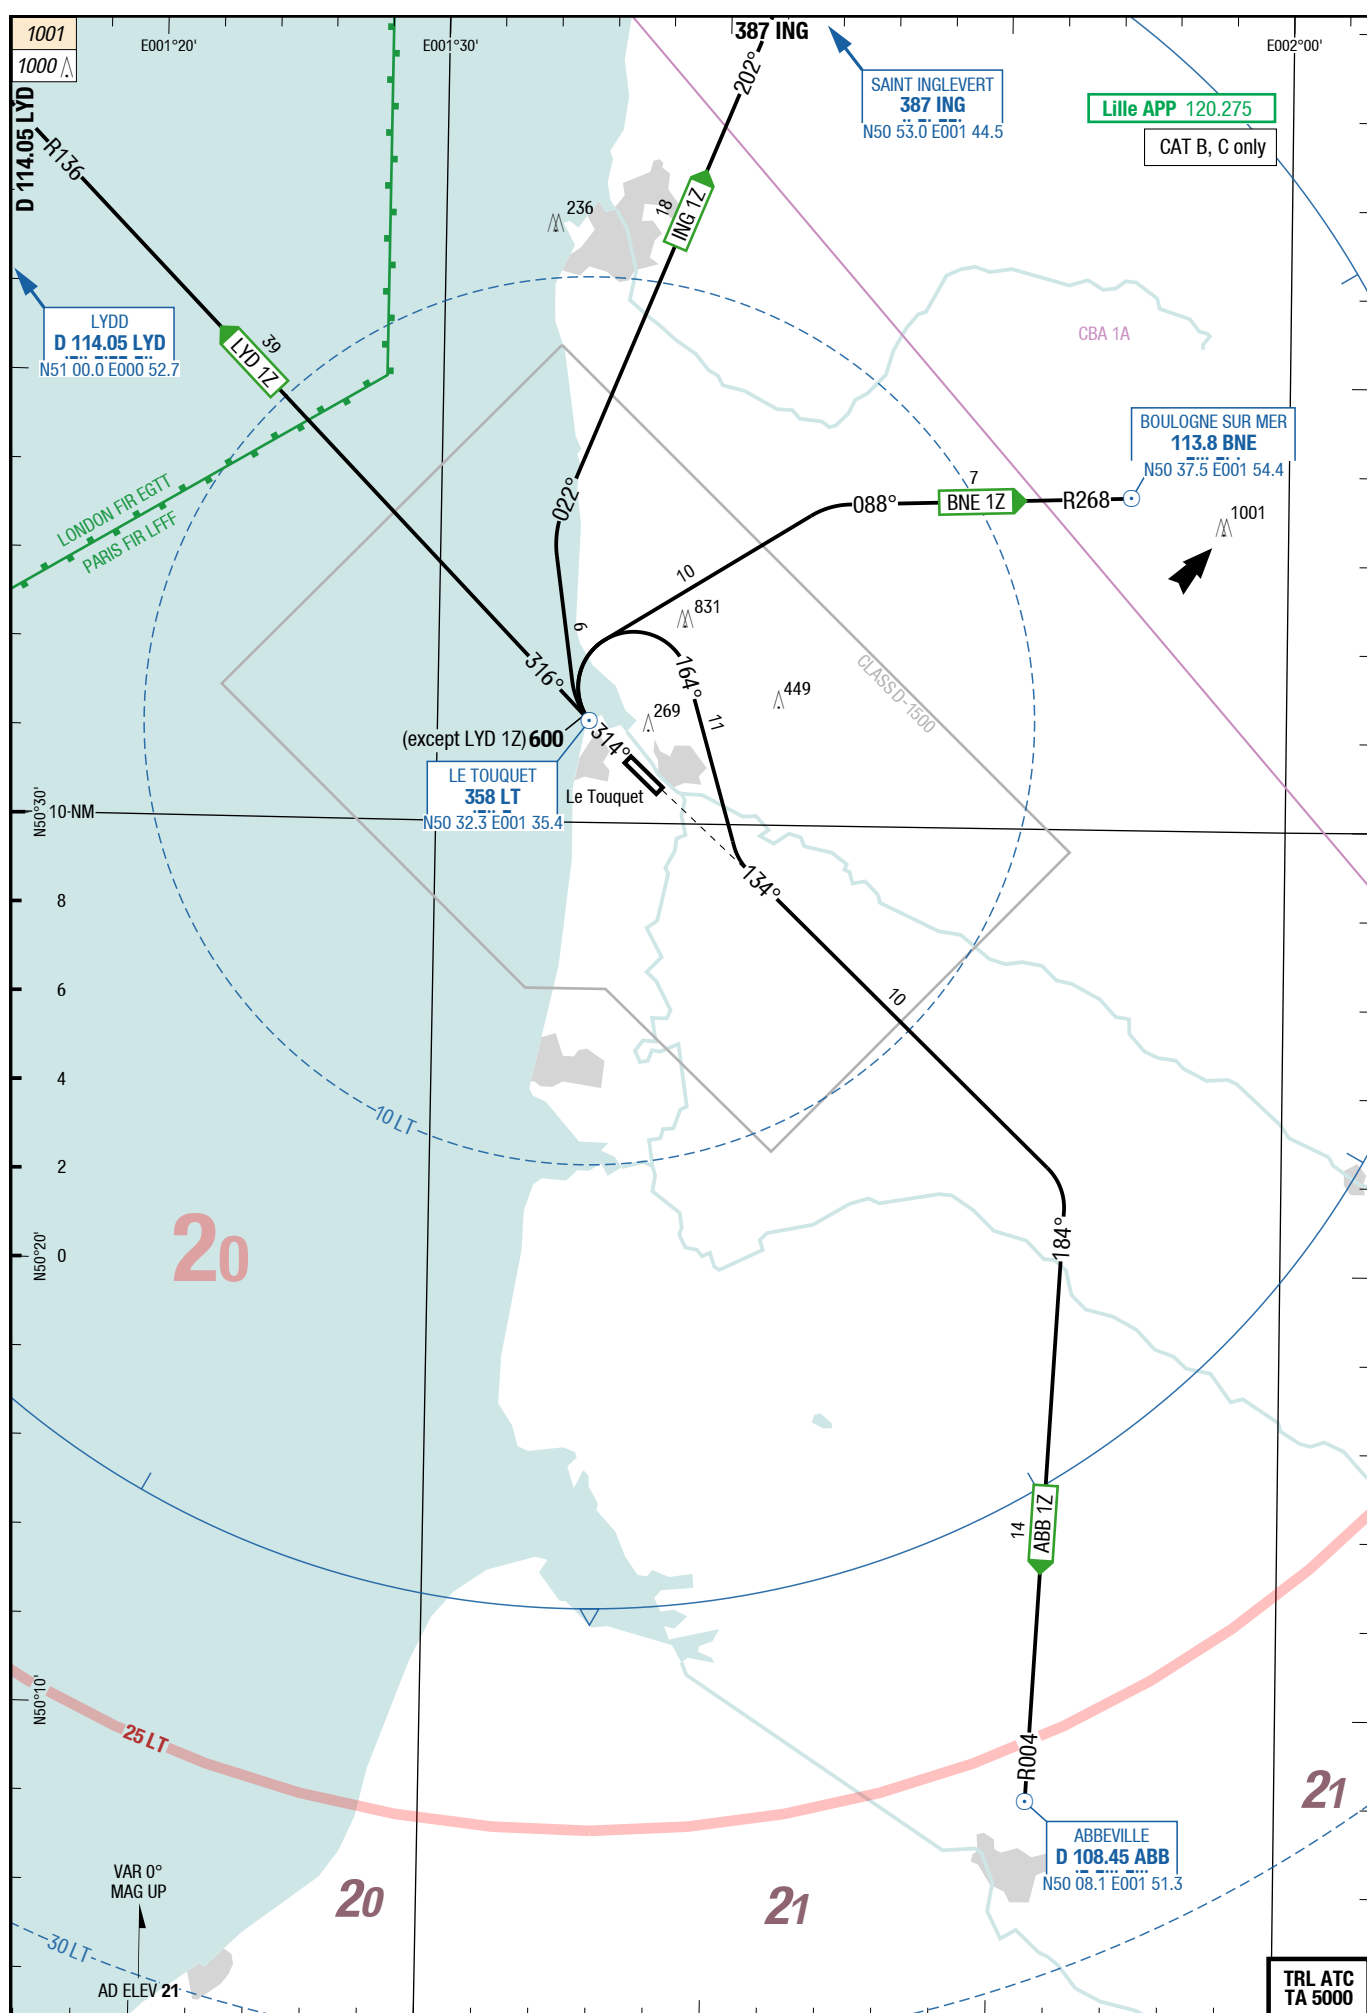 1001
1000
E001°20'
E001°30'
387 ING
E002°00'
202°
SAINT INGLEVERT
387 ING
N50 53.0 E001 44.5
Lille APP 120.275
CAT B, C only
D 114.05 LYD
R136
236
18
ING 1Z
LYDD
D 114.05 LYD
N51 00.0 E000 52.7
39
LYD 1Z
CBA 1A
BOULOGNE SUR MER
113.8 BNE
N50 37.5 E001 54.4
LONDON FIR EGTT
PARIS FIR LFFF
022°
088°
7
BNE 1Z
R268
1001
10
831
6
316°
164°
CLASS D-1500
449
269
11
(except LYD 1Z) 600
314°
LE TOUQUET
358 LT
N50 32.3 E001 35.4
Le Touquet
N50°30'
10 NM
134°
8
6
10
4
10 LT
2
184°
N50°20'
0
20
14
ABB 1Z
N50°10'
25 LT
R004
21
ABBEVILLE
D 108.45 ABB
N50 08.1 E001 51.3
VAR 0°
MAG UP
20
21
30 LT
AD ELEV 21
TRL ATC
TA 5000